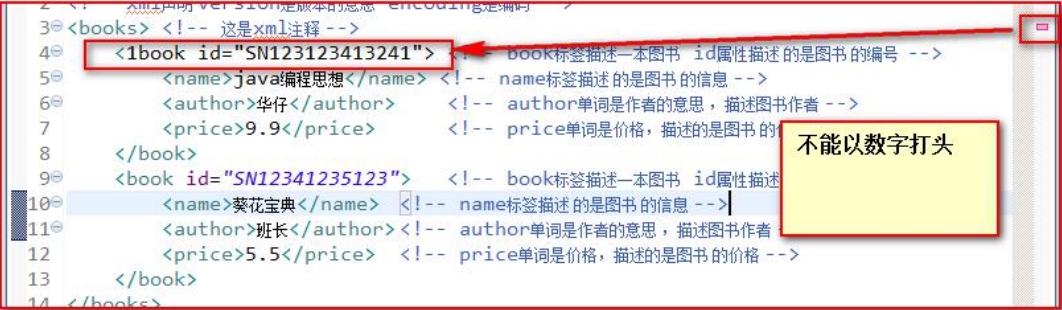 2 <!-- xml声明 version是版本的意思 encoding是编码 -->
3 <books> <!-- 这是xml注释 -->
4 <1book id="SN123123413241"> <!-- book标签描述一本图书 id属性描述的是图书的编号 -->
5 <name>java编程思想</name> <!-- name标签描述的是图书的信息 -->
6 <author>华仔</author> <!-- author单词是作者的意思，描述图书作者 -->
7 <price>9.9</price> <!-- price单词是价格，描述的是图书的
8 </book>
9 <book id="SN12341235123"> <!-- book标签描述一本图书 id属性描述
10 <name>葵花宝典</name> <!-- name标签描述的是图书的信息 -->
11 <author>班长</author> <!-- author单词是作者的意思，描述图书作者
12 <price>5.5</price> <!-- price单词是价格，描述的是图书的价格 -->
13 </book>
14 </books>
不能以数字打头